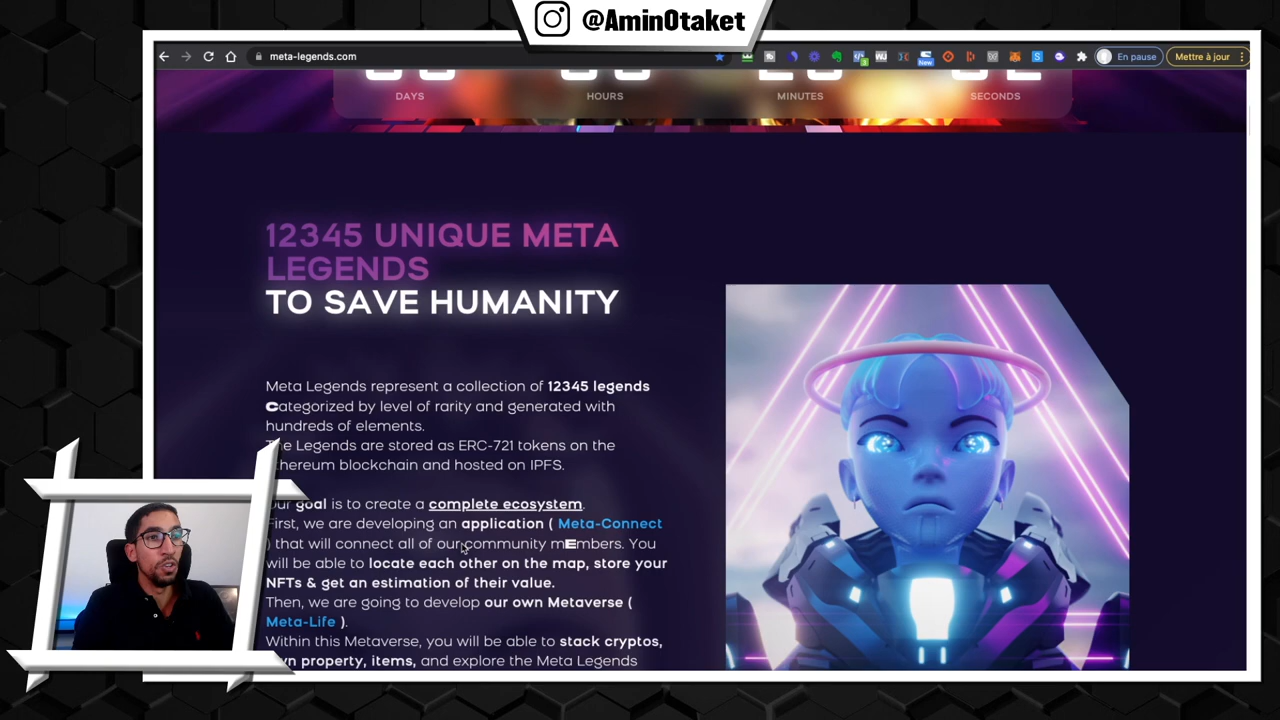 @AminOtaket
meta-legends.com
En pause
Mettre à jour
New
DAYS HOURS MINUTES SECONDS
12345 UNIQUE META
LEGENDS
TO SAVE HUMANITY
Meta Legends represent a collection of 12345 legends
Categorized by level of rarity and generated with
hundreds of elements.
The Legends are stored as ERC-721 tokens on the
Ethereum blockchain and hosted on IPFS.
Our goal is to create a complete ecosystem.
First, we are developing an application ( Meta-Connect
) that will connect all of our community mEmbers. You
will be able to locate each other on the map, store your
NFTs & get an estimation of their value.
Then, we are going to develop our own Metaverse (
Meta-Life ).
Within this Metaverse, you will be able to stack cryptos,
own property, items, and explore the Meta Legends